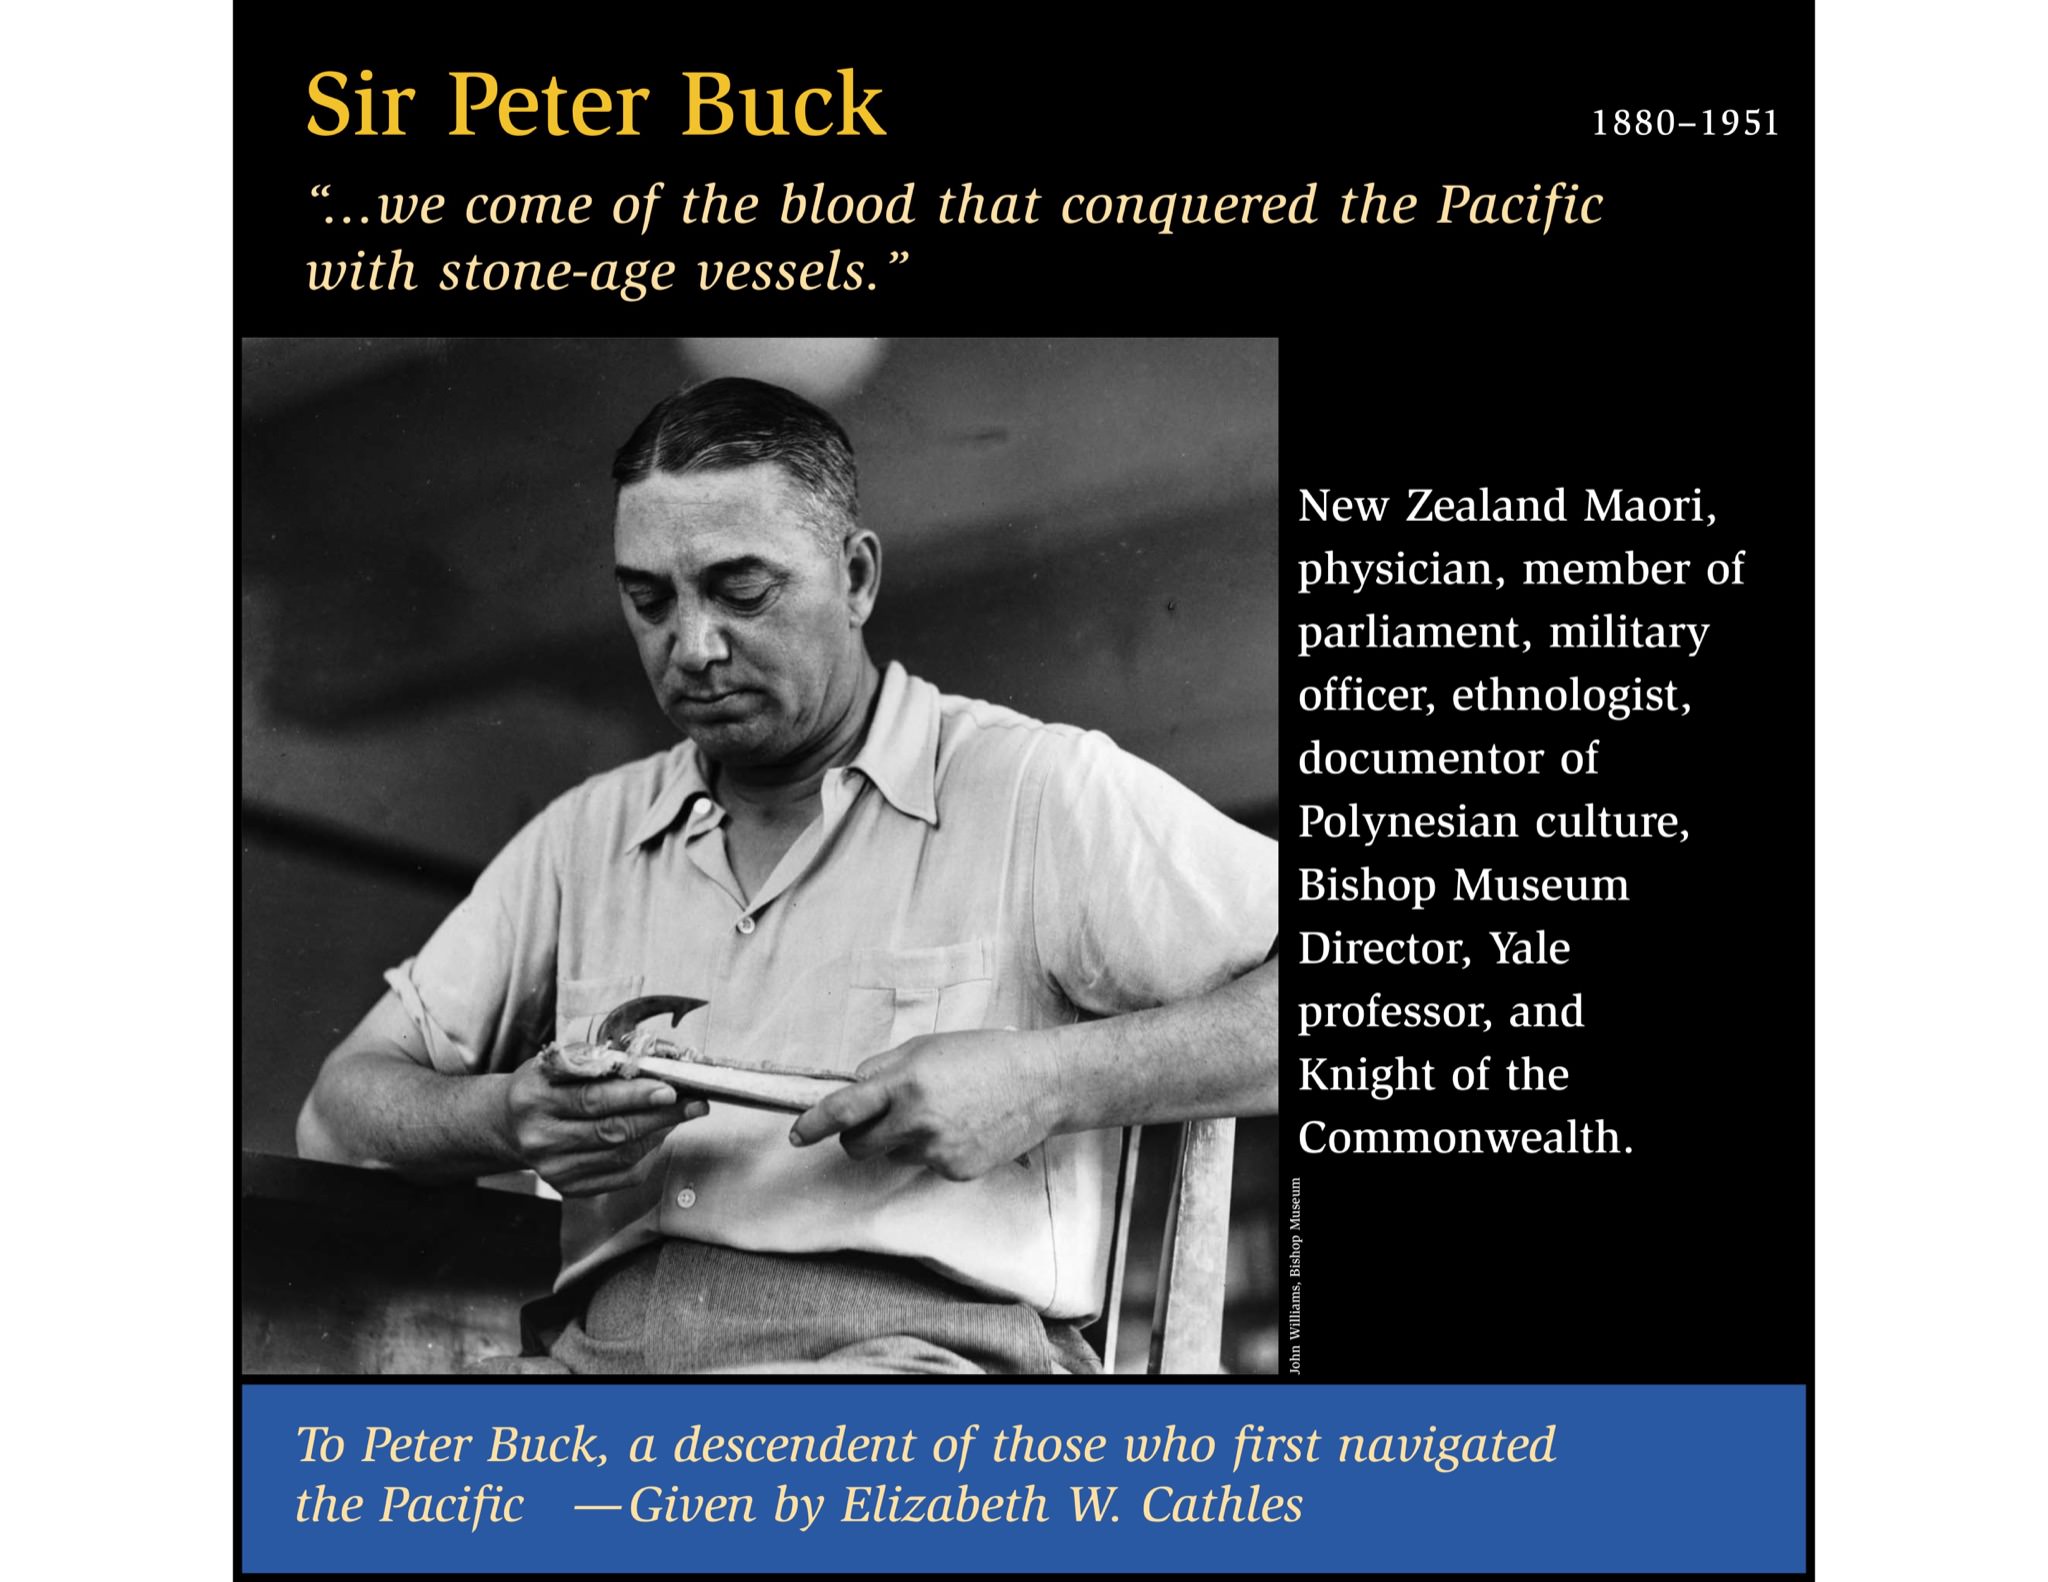 Sir Peter Buck
1880–1951
“...we come of the blood that conquered the Pacific
with stone-age vessels.”
New Zealand Maori,
physician, member of
parliament, military
officer, ethnologist,
documentor of
Polynesian culture,
Bishop Museum
Director, Yale
professor, and
Knight of the
Commonwealth.
John Williams, Bishop Museum
To Peter Buck, a descendent of those who first navigated
the Pacific —Given by Elizabeth W. Cathles